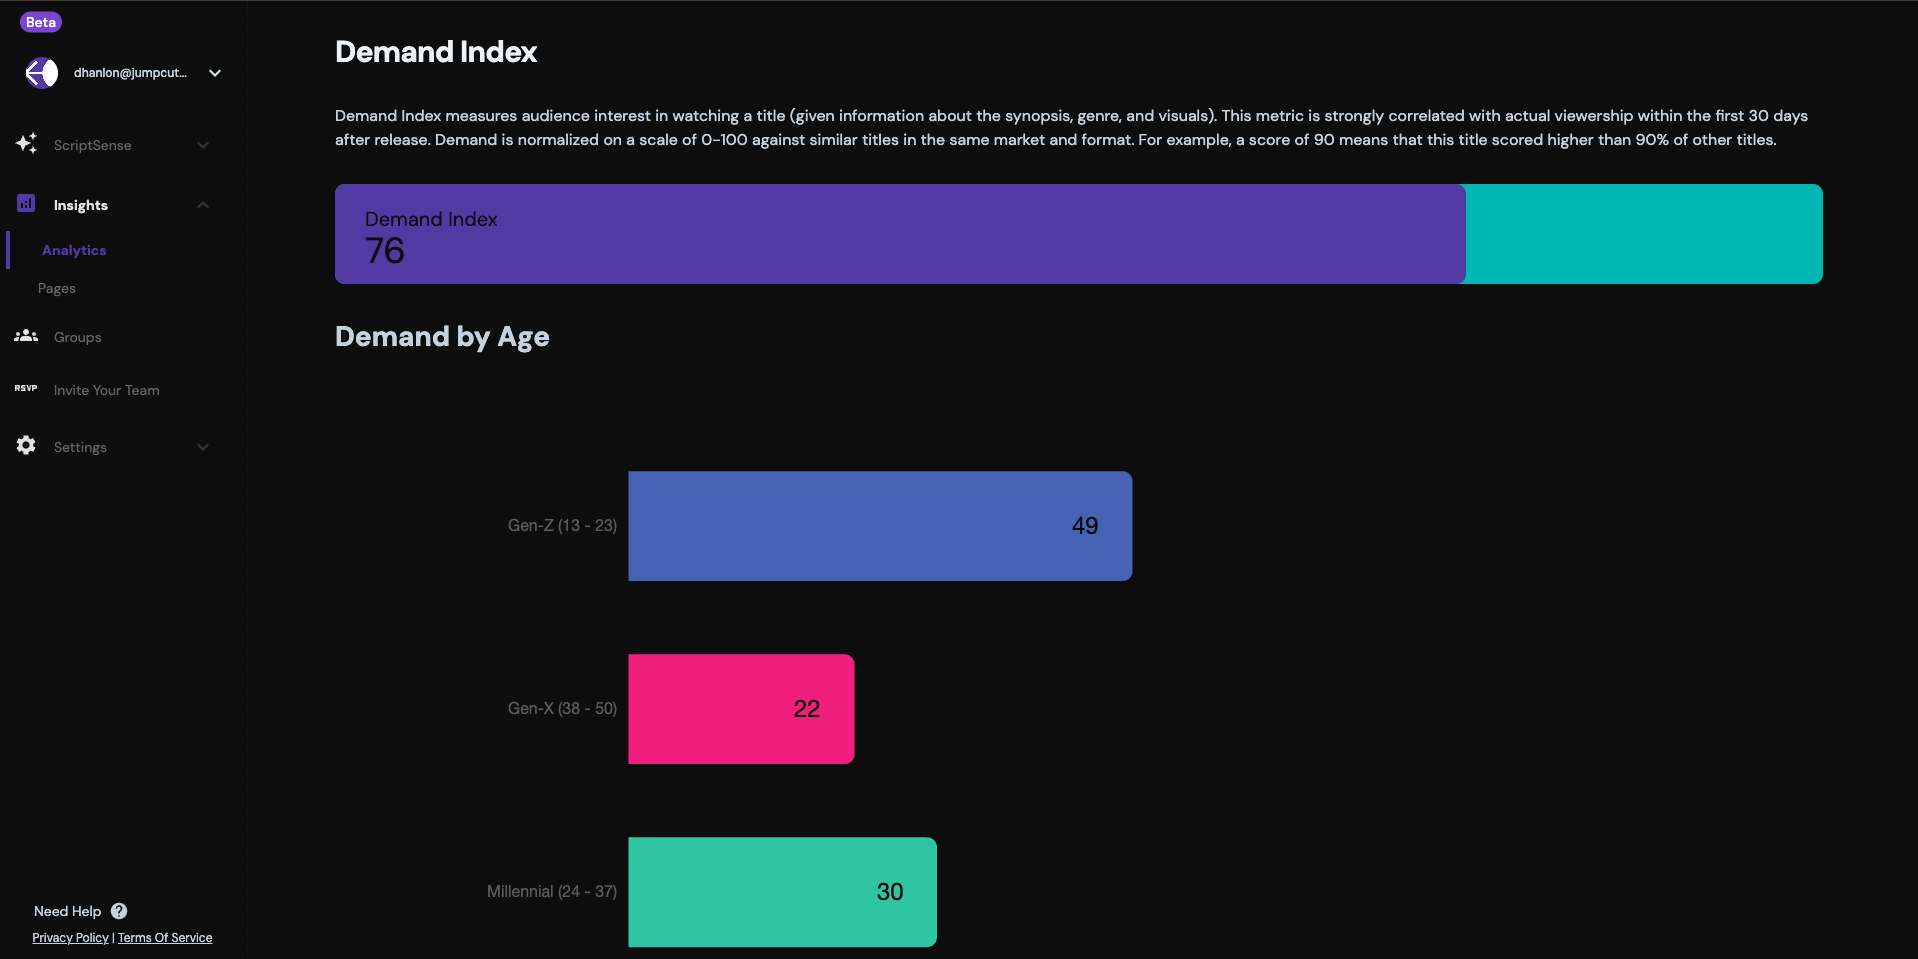 Beta
dhanlon@jumpcut...
ScriptSense
Insights
Analytics
Pages
Groups
RSVP
Invite Your Team
Settings
Need Help ?
Privacy Policy | Terms Of Service
Demand Index
Demand Index measures audience interest in watching a title (given information about the synopsis, genre, and visuals). This metric is strongly correlated with actual viewership within the first 30 days
after release. Demand is normalized on a scale of 0-100 against similar titles in the same market and format. For example, a score of 90 means that this title scored higher than 90% of other titles.
Demand Index
76
Demand by Age
Gen-Z (13 - 23) 49
Gen-X (38 - 50) 22
Millennial (24 - 37) 30